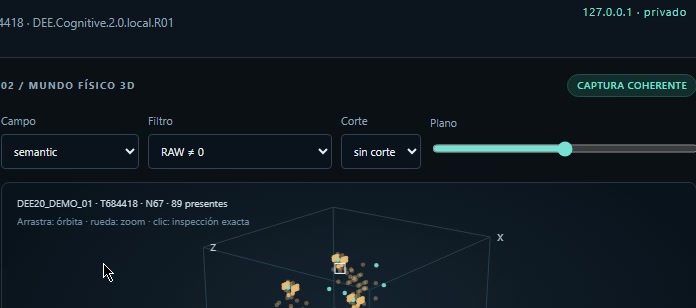 127.0.0.1 · privado
4418 · DEE.Cognitive.2.0.local.R01
02 / MUNDO FÍSICO 3D
CAPTURA COHERENTE
Campo
Filtro
Corte
Plano
semantic
RAW ≠ 0
sin corte
DEE20_DEMO_01 · T684418 · N67 · 89 presentes
Arrastra: órbita · rueda: zoom · clic: inspección exacta
Z
X